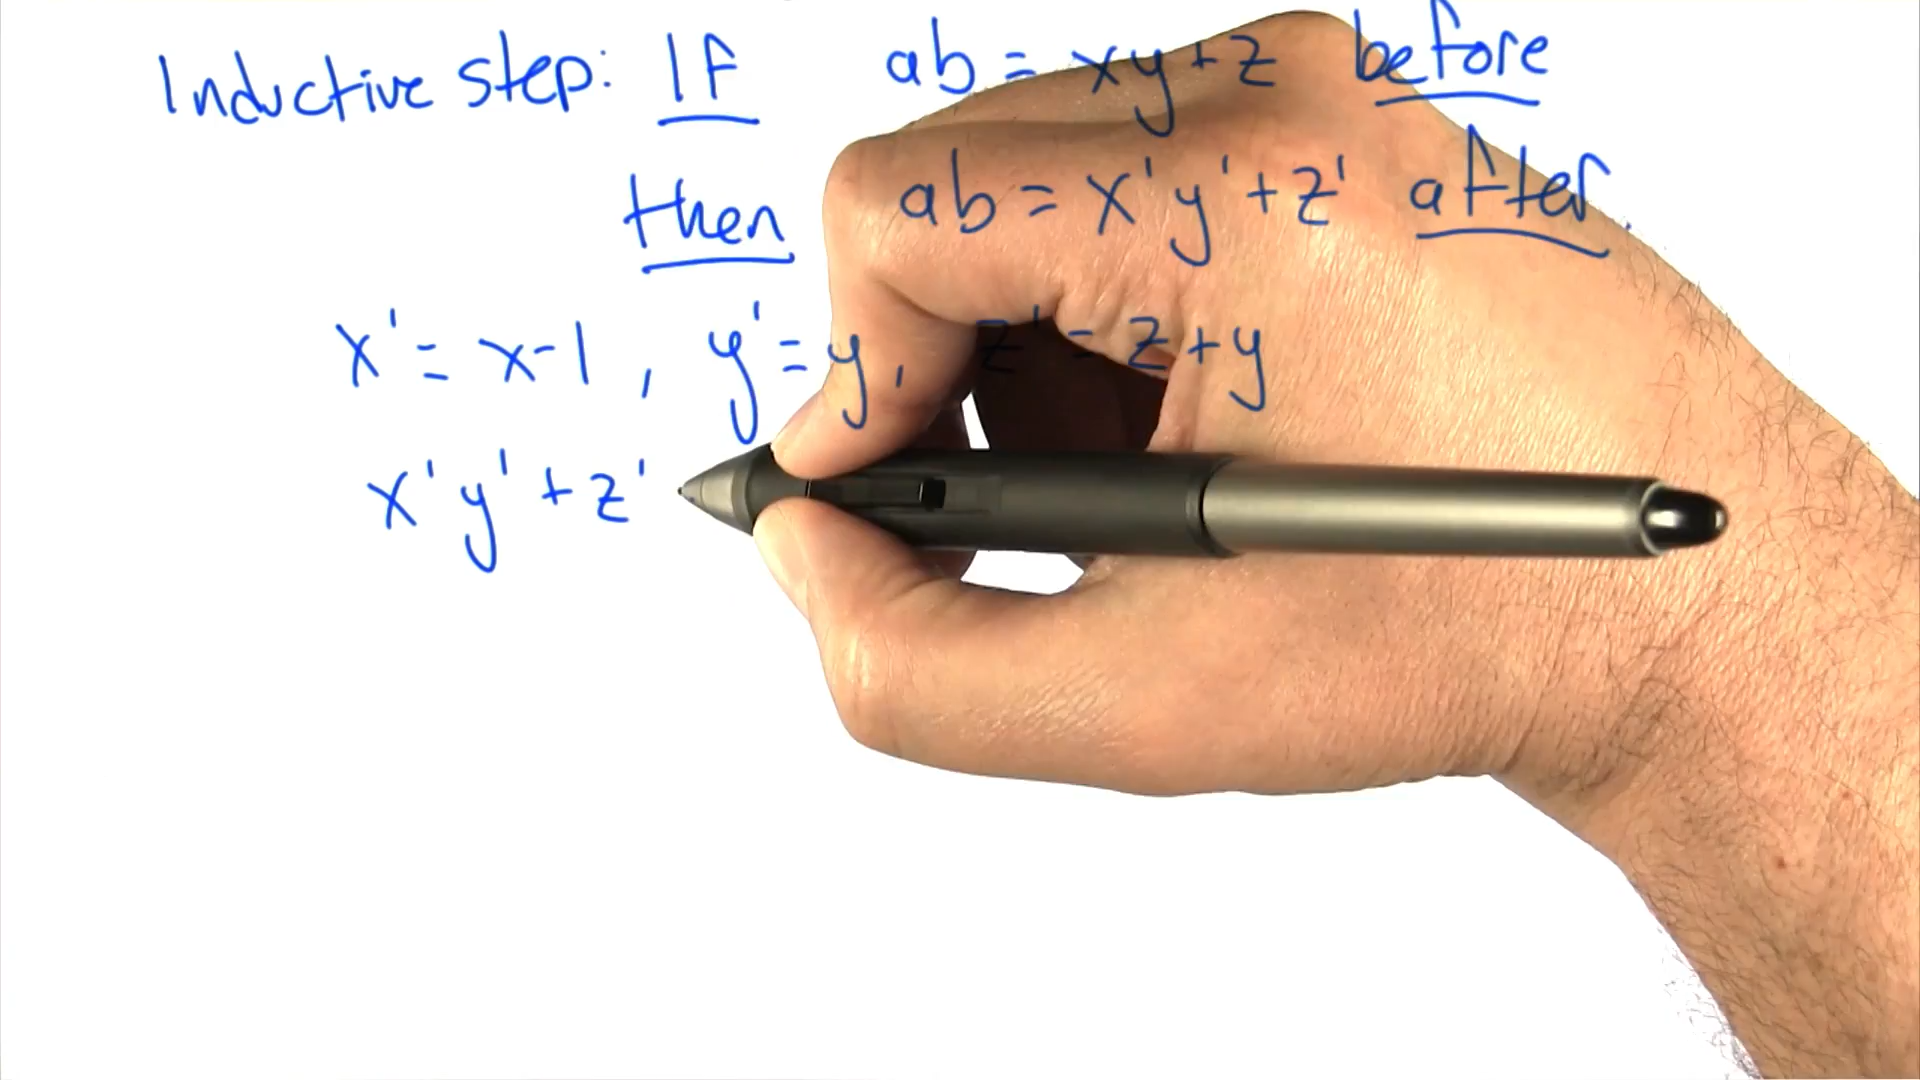 Inductive step: If ab = xy+z before
then ab = x'y'+z' after.
x' = x-1, y' = y, z' = z+y
x'y'+z'